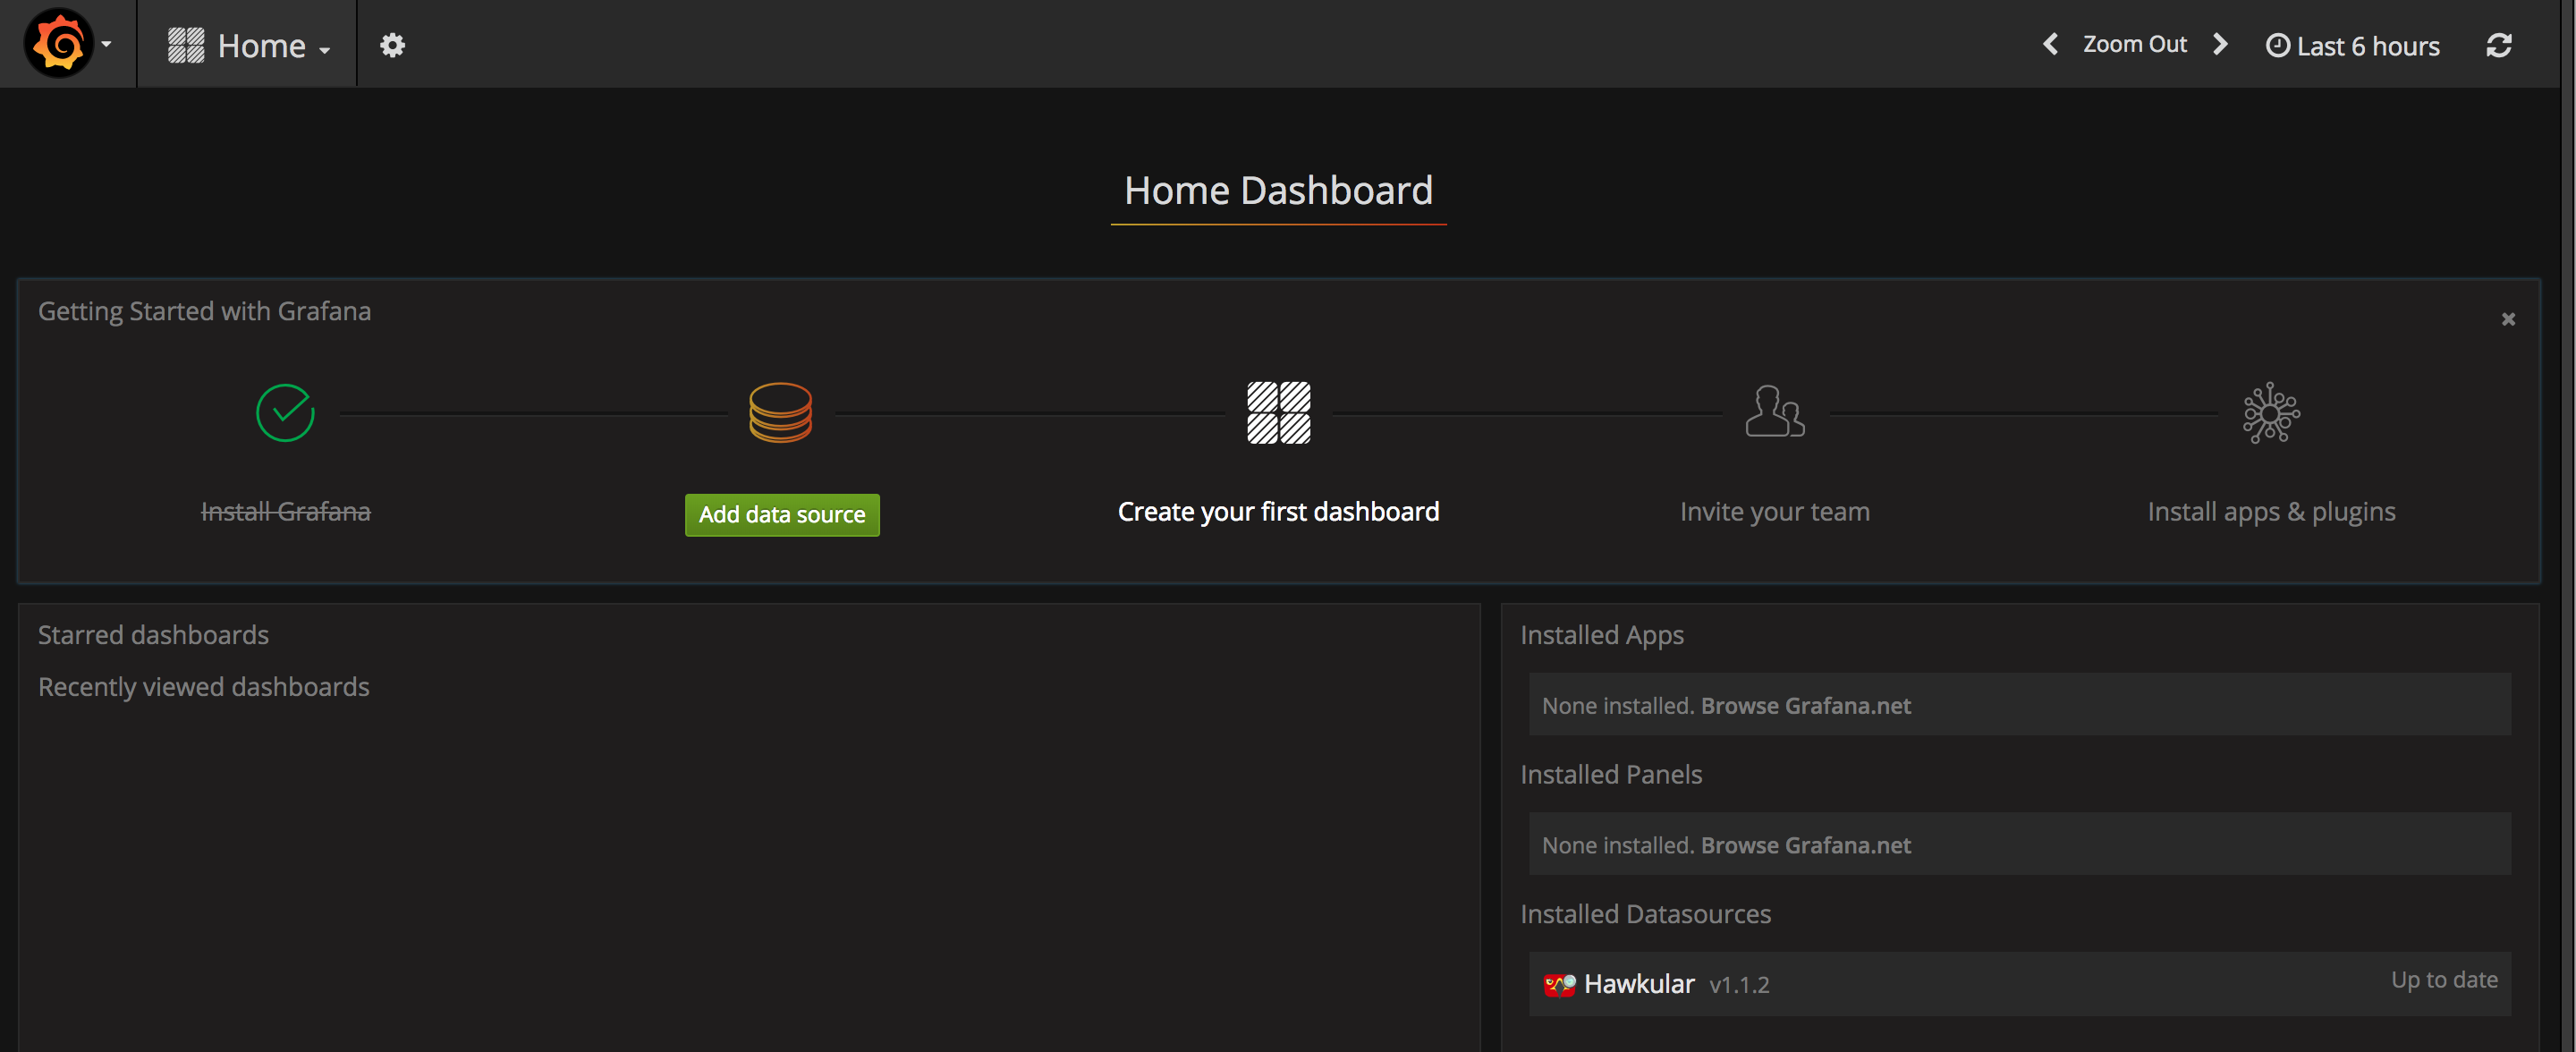 Home
Zoom Out
Last 6 hours
Home Dashboard
Getting Started with Grafana
Install Grafana
Add data source
Create your first dashboard
Invite your team
Install apps & plugins
Starred dashboards
Recently viewed dashboards
Installed Apps
None installed. Browse Grafana.net
Installed Panels
None installed. Browse Grafana.net
Installed Datasources
Hawkular v1.1.2
Up to date